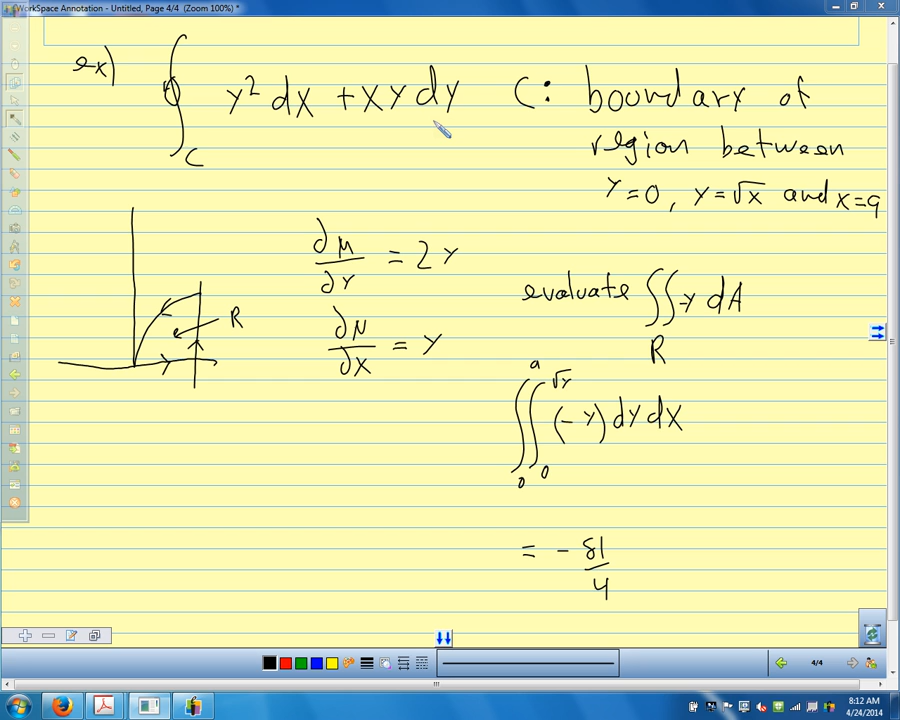 WorkSpace Annotation - Untitled, Page 4/4 (Zoom 100%) *
ex) ∮_C y² dx + xy dy C: boundary of
region between
y = 0, y = √x and x = 9
∂M/∂y = 2y
∂N/∂x = y
R
evaluate ∬_R -y dA
∫₀⁹ ∫₀^√x (-y) dy dx
= - 81/4
4/4
8:12 AM
4/24/2014